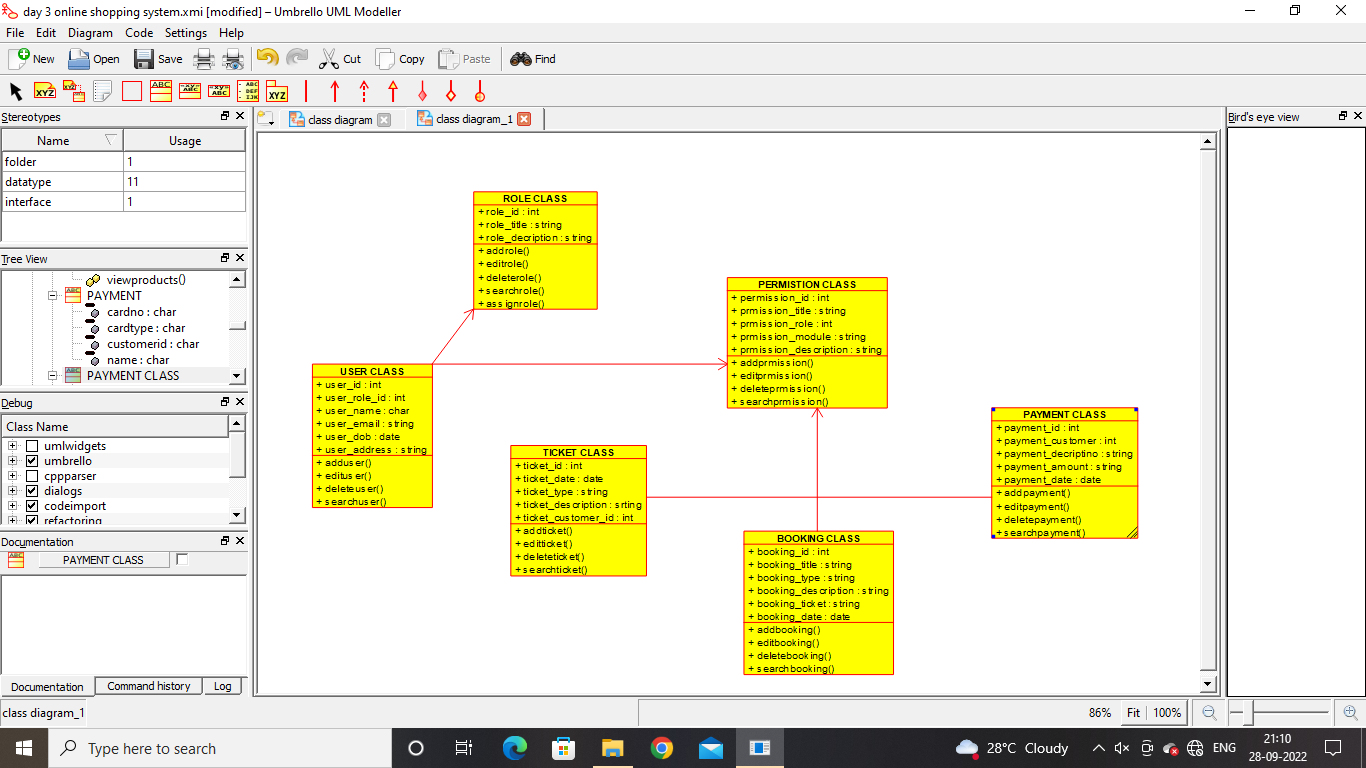 day 3 online shopping system.xmi [modified] – Umbrello UML Modeller
File Edit Diagram Code Settings Help
New Open Save Cut Copy Paste Find
XYZ ABC XYZ
Stereotypes
Name Usage
folder 1
datatype 11
interface 1
Tree View
viewproducts()
PAYMENT
cardno : char
cardtype : char
customerid : char
name : char
PAYMENT CLASS
Debug
Class Name
umlwidgets
umbrello
cppparser
dialogs
codeimport
refactoring
Documentation
PAYMENT CLASS
Documentation Command history Log
class diagram class diagram_1
ROLE CLASS
+ role_id : int
+ role_title : string
+ role_decription : string
+ addrole()
+ editrole()
+ deleterole()
+ searchrole()
+ assignrole()
PERMISTION CLASS
+ permission_id : int
+ prmission_title : string
+ prmission_role : int
+ prmission_module : string
+ prmission_description : string
+ addprmission()
+ editprmission()
+ deleteprmission()
+ searchprmission()
USER CLASS
+ user_id : int
+ user_role_id : int
+ user_name : char
+ user_email : string
+ user_dob : date
+ user_address : string
+ adduser()
+ edituser()
+ deleteuser()
+ searchuser()
TICKET CLASS
+ ticket_id : int
+ ticket_date : date
+ ticket_type : string
+ ticket_description : srting
+ ticket_customer_id : int
+ addticket()
+ editticket()
+ deleteticket()
+ searchticket()
PAYMENT CLASS
+ payment_id : int
+ payment_customer : int
+ payment_decriptino : string
+ payment_amount : string
+ payment_date : date
+ addpayment()
+ editpayment()
+ deletepayment()
+ searchpayment()
BOOKING CLASS
+ booking_id : int
+ booking_title : string
+ booking_type : string
+ booking_description : string
+ booking_ticket : string
+ booking_date : date
+ addbooking()
+ editbooking()
+ deletebooking()
+ searchbooking()
Bird's eye view
class diagram_1
86% Fit 100%
Type here to search
28°C Cloudy
ENG
21:10
28-09-2022